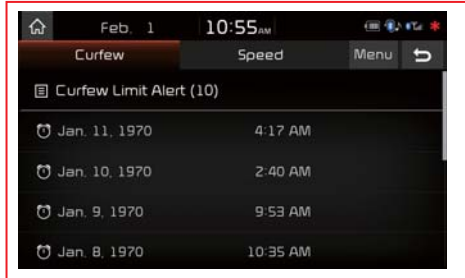 Feb. 1 10:55AM
Curfew Speed Menu
Curfew Limit Alert (10)
Jan. 11, 1970 4:17 AM
Jan. 10, 1970 2:40 AM
Jan. 9, 1970 9:53 AM
Jan. 8, 1970 10:35 AM